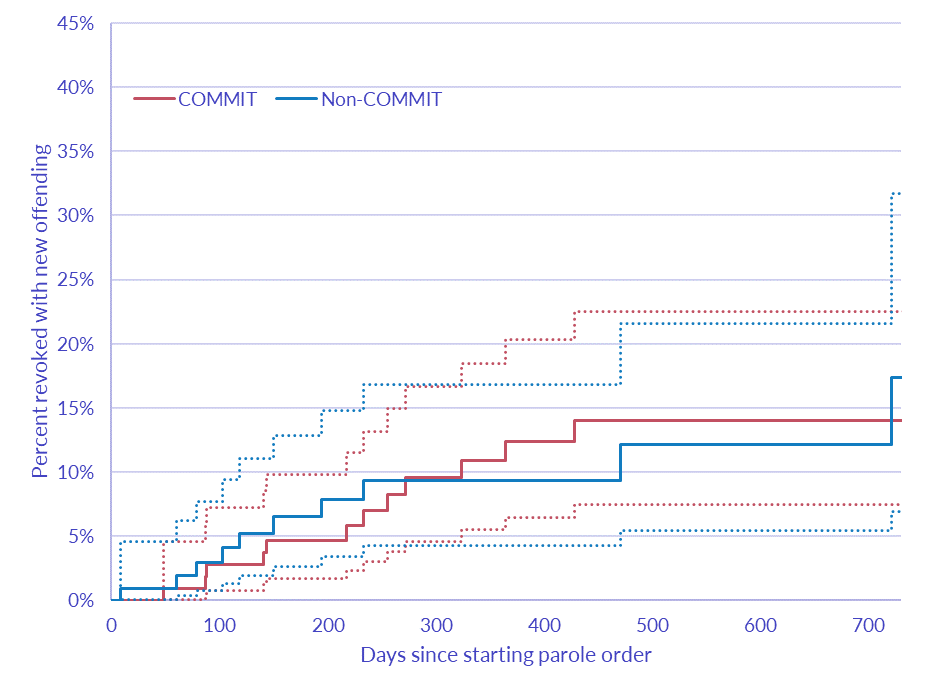 45%
40%
COMMIT Non-COMMIT
35%
30%
25%
20%
15%
10%
5%
0%
Percent revoked with new offending
0 100 200 300 400 500 600 700
Days since starting parole order